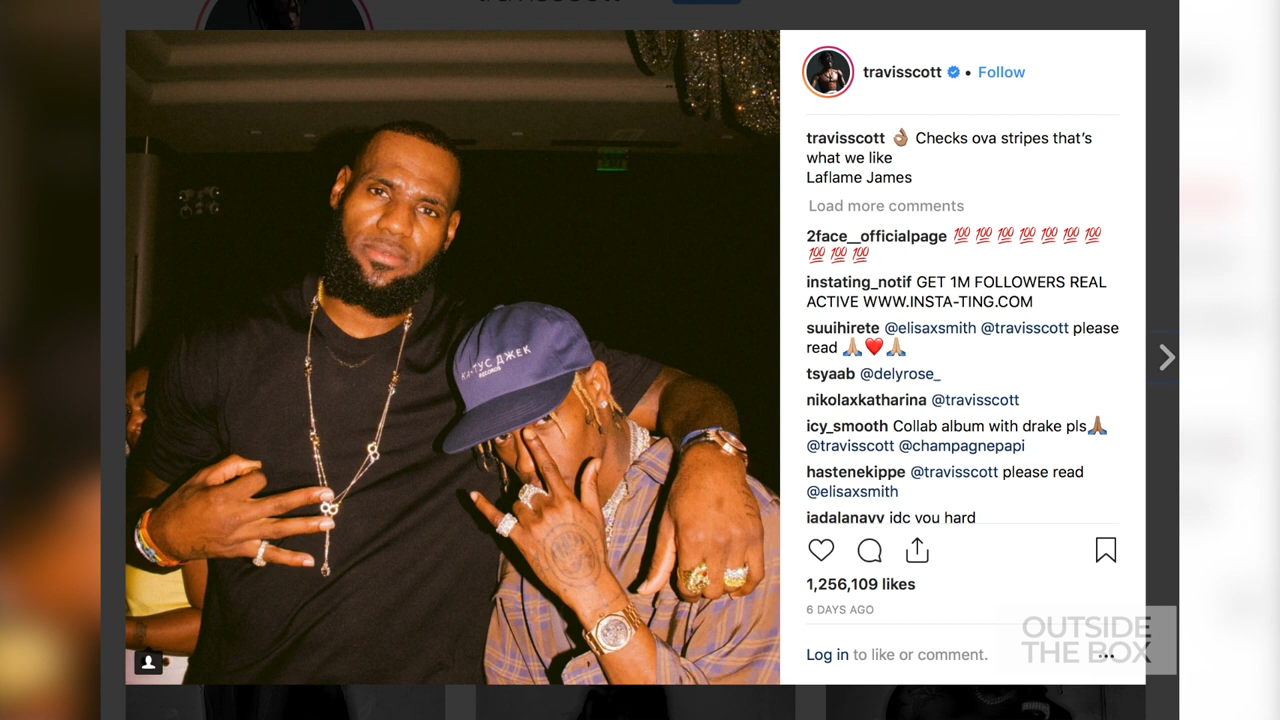 travisscott • Follow
travisscott 👌🏽 Checks ova stripes that's
what we like
Laflame James
Load more comments
2face__officialpage 💯 💯 💯 💯 💯 💯 💯
💯 💯 💯
instating_notif GET 1M FOLLOWERS REAL
ACTIVE WWW.INSTA-TING.COM
suuihirete @elisaxsmith @travisscott please
read 🙏🏼 ❤️ 🙏🏼
tsyaab @delyrose_
nikolaxkatharina @travisscott
icy_smooth Collab album with drake pls🙏🏽
@travisscott @champagnepapi
hastenekippe @travisscott please read
@elisaxsmith
iadalanavv idc you hard
1,256,109 likes
6 DAYS AGO
Log in to like or comment.
OUTSIDE
THE BOX
ДЖЕК
RECORDS